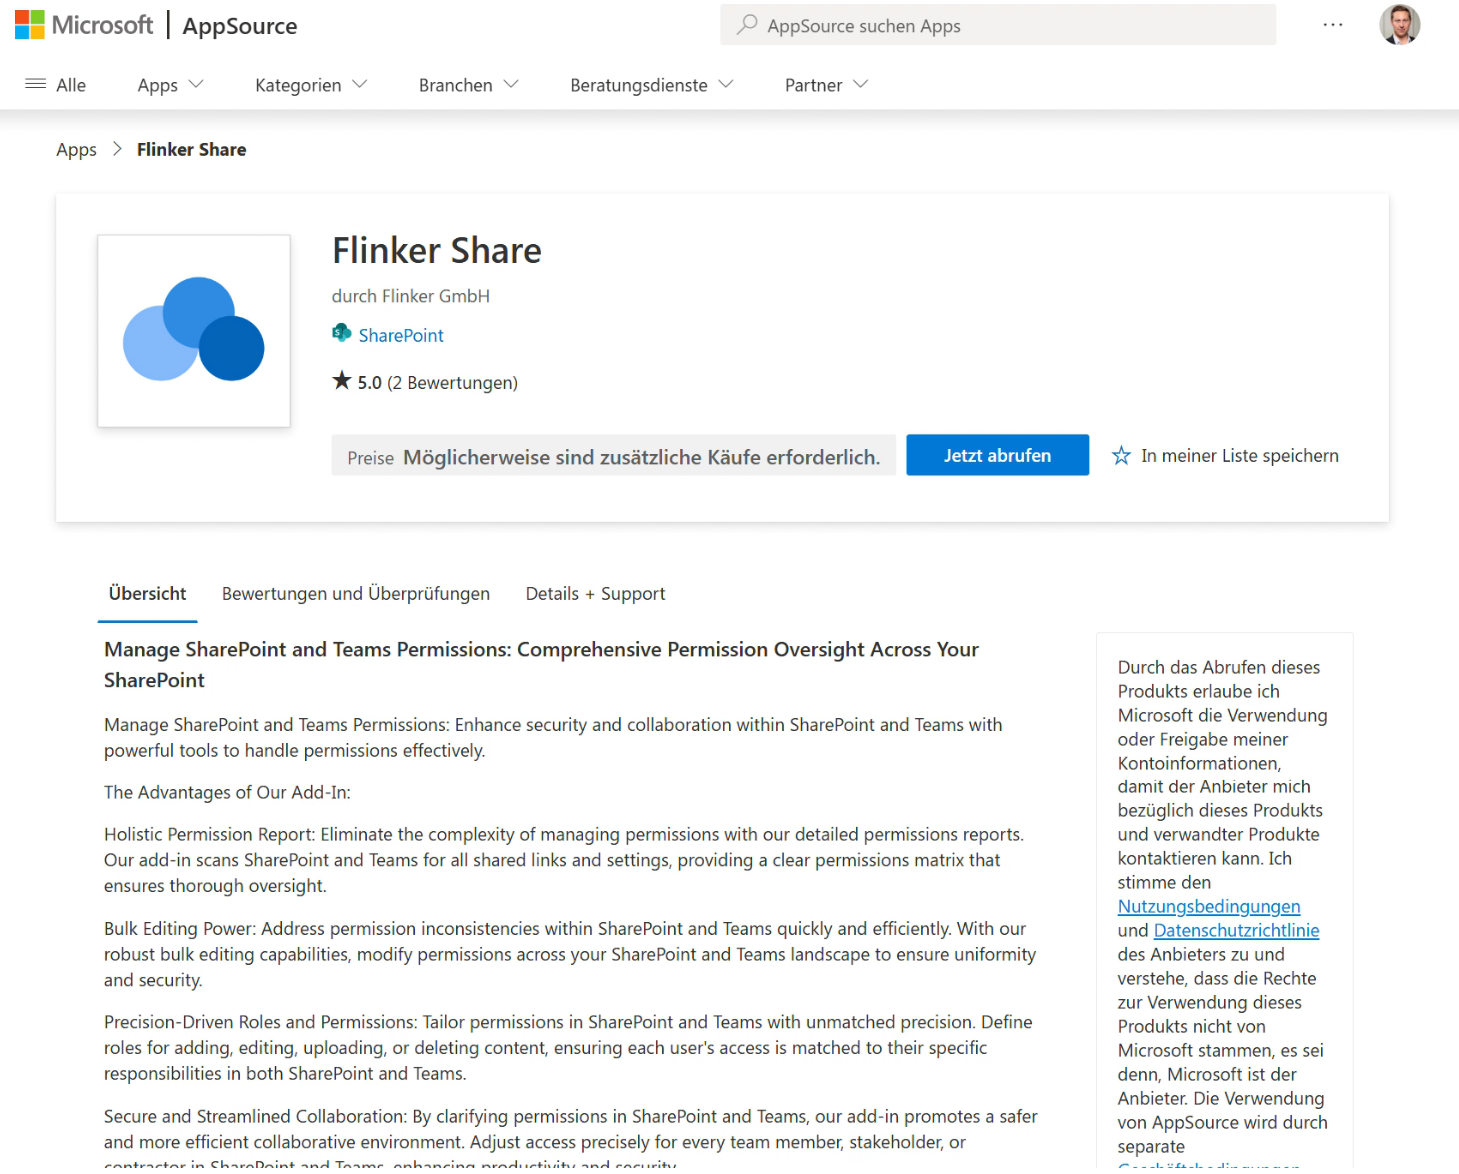 Microsoft | AppSource
AppSource suchen Apps
Alle
Apps
Kategorien
Branchen
Beratungsdienste
Partner
Apps > Flinker Share
Flinker Share
durch Flinker GmbH
SharePoint
5.0 (2 Bewertungen)
Preise Möglicherweise sind zusätzliche Käufe erforderlich.
Jetzt abrufen
In meiner Liste speichern
Übersicht
Bewertungen und Überprüfungen
Details + Support
Manage SharePoint and Teams Permissions: Comprehensive Permission Oversight Across Your
SharePoint
Manage SharePoint and Teams Permissions: Enhance security and collaboration within SharePoint and Teams with
powerful tools to handle permissions effectively.
The Advantages of Our Add-In:
Holistic Permission Report: Eliminate the complexity of managing permissions with our detailed permissions reports.
Our add-in scans SharePoint and Teams for all shared links and settings, providing a clear permissions matrix that
ensures thorough oversight.
Bulk Editing Power: Address permission inconsistencies within SharePoint and Teams quickly and efficiently. With our
robust bulk editing capabilities, modify permissions across your SharePoint and Teams landscape to ensure uniformity
and security.
Precision-Driven Roles and Permissions: Tailor permissions in SharePoint and Teams with unmatched precision. Define
roles for adding, editing, uploading, or deleting content, ensuring each user's access is matched to their specific
responsibilities in both SharePoint and Teams.
Secure and Streamlined Collaboration: By clarifying permissions in SharePoint and Teams, our add-in promotes a safer
and more efficient collaborative environment. Adjust access precisely for every team member, stakeholder, or
contractor in SharePoint and Teams, enhancing productivity and security.
Durch das Abrufen dieses
Produkts erlaube ich
Microsoft die Verwendung
oder Freigabe meiner
Kontoinformationen,
damit der Anbieter mich
bezüglich dieses Produkts
und verwandter Produkte
kontaktieren kann. Ich
stimme den
Nutzungsbedingungen
und Datenschutzrichtlinie
des Anbieters zu und
verstehe, dass die Rechte
zur Verwendung dieses
Produkts nicht von
Microsoft stammen, es sei
denn, Microsoft ist der
Anbieter. Die Verwendung
von AppSource wird durch
separate
Geschäftsbedingungen